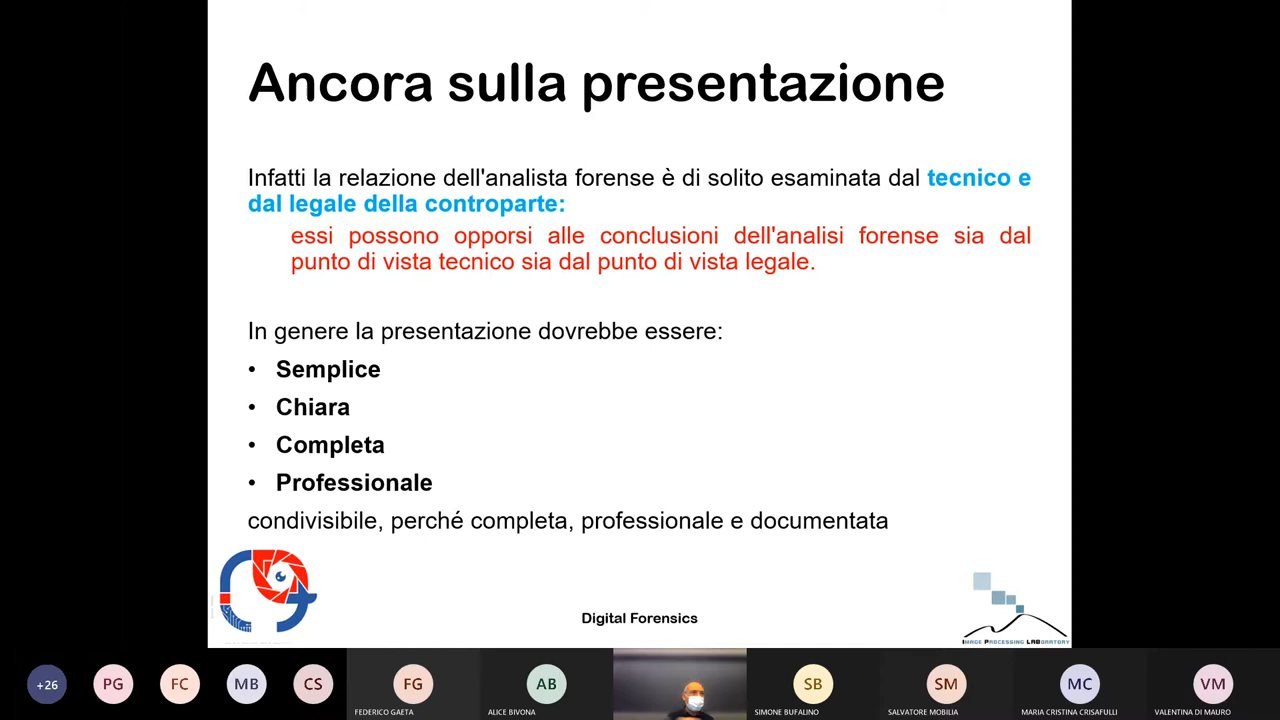 Ancora sulla presentazione
Infatti la relazione dell'analista forense è di solito esaminata dal tecnico e
dal legale della controparte:
essi possono opporsi alle conclusioni dell'analisi forense sia dal
punto di vista tecnico sia dal punto di vista legale.
In genere la presentazione dovrebbe essere:
• Semplice
• Chiara
• Completa
• Professionale
condivisibile, perché completa, professionale e documentata
Digital Forensics
IMAGE PROCESSING LABORATORY
+26
PG
FC
MB
CS
FG
AB
SB
SM
MC
VM
FEDERICO GAETA
ALICE BIVONA
SIMONE BUFALINO
SALVATORE MOBILIA
MARIA CRISTINA CRISAFULLI
VALENTINA DI MAURO